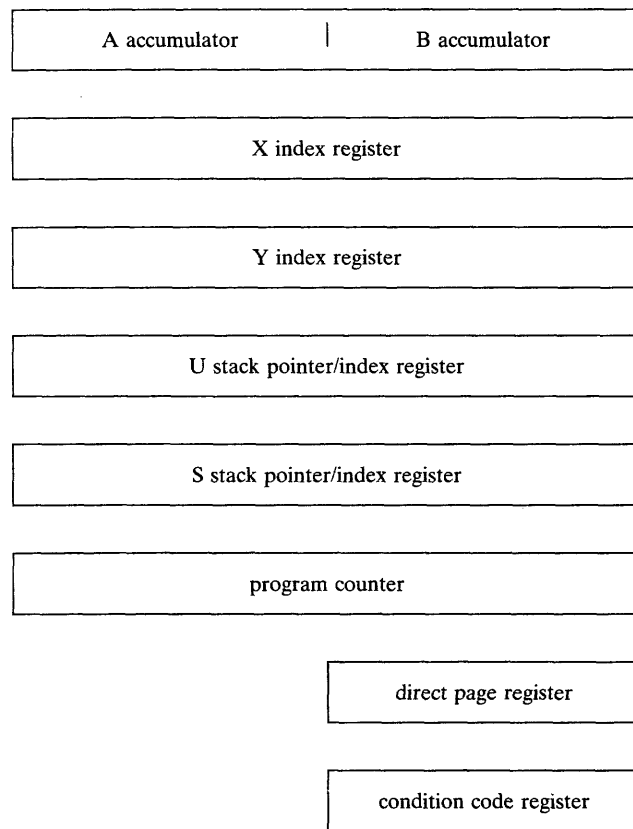 A accumulator | B accumulator
X index register
Y index register
U stack pointer/index register
S stack pointer/index register
program counter
direct page register
condition code register